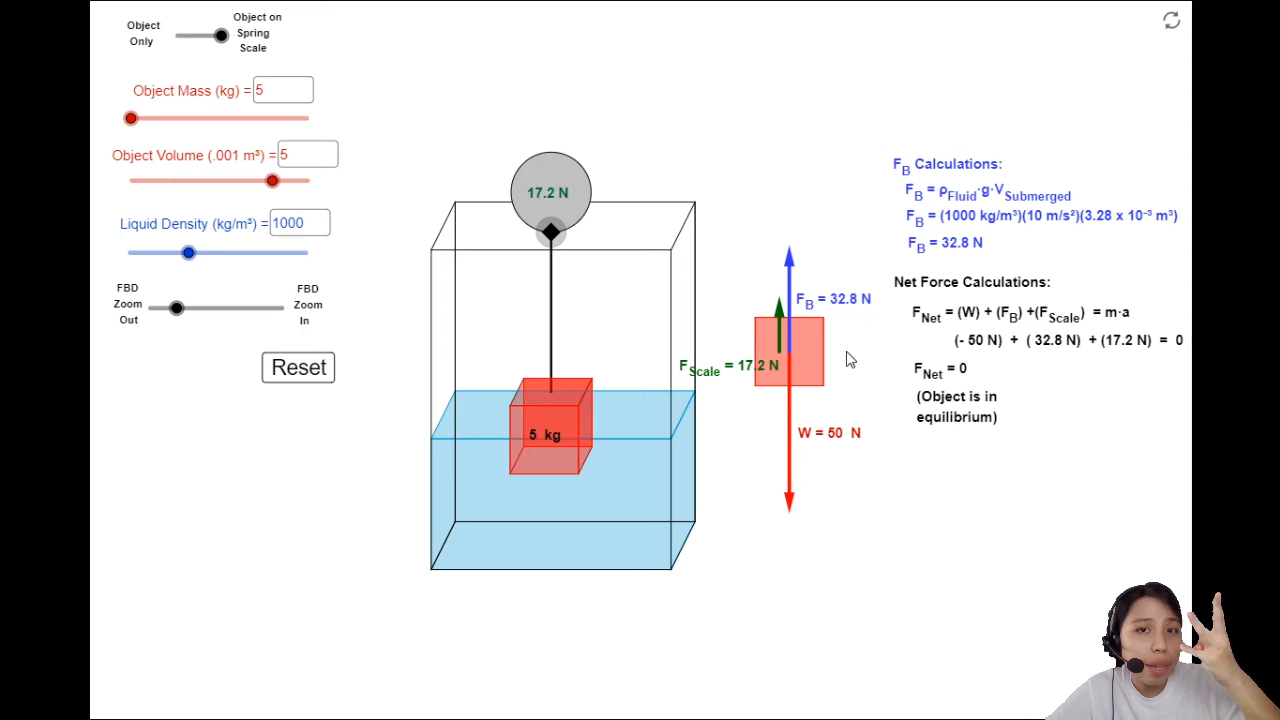 Object
Only
Object on
Spring
Scale
Object Mass (kg) = 5
Object Volume (.001 m³) = 5
Liquid Density (kg/m³) = 1000
FBD
Zoom
Out
FBD
Zoom
In
Reset
17.2 N
5 kg
F_B = 32.8 N
F_Scale = 17.2 N
W = 50 N
F_B Calculations:
F_B = ρ_Fluid·g·V_Submerged
F_B = (1000 kg/m³)(10 m/s²)(3.28 x 10⁻³ m³)
F_B = 32.8 N
Net Force Calculations:
F_Net = (W) + (F_B) +(F_Scale) = m·a
(- 50 N) + ( 32.8 N) + (17.2 N) = 0
F_Net = 0
(Object is in
equilibrium)